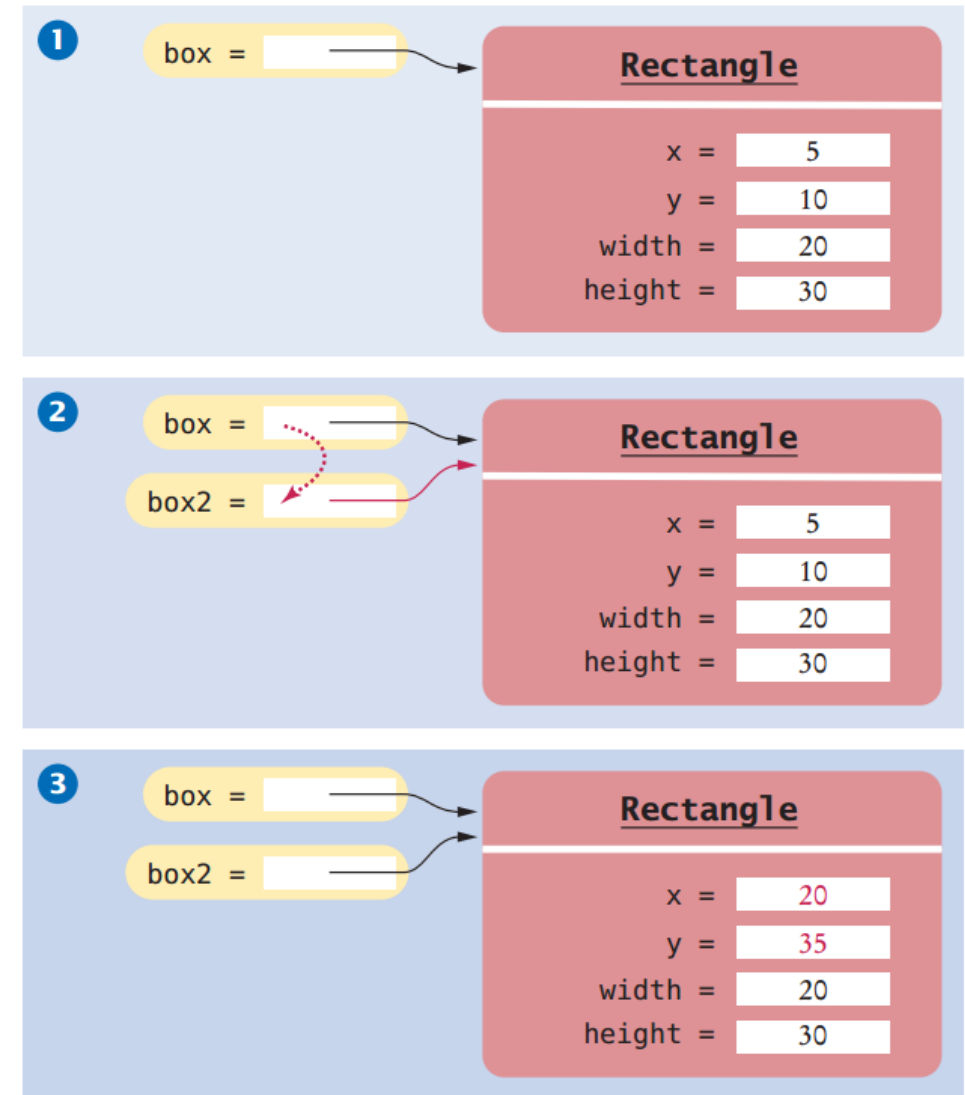 1
box =
Rectangle
x = 5
y = 10
width = 20
height = 30
2
box =
box2 =
Rectangle
x = 5
y = 10
width = 20
height = 30
3
box =
box2 =
Rectangle
x = 20
y = 35
width = 20
height = 30